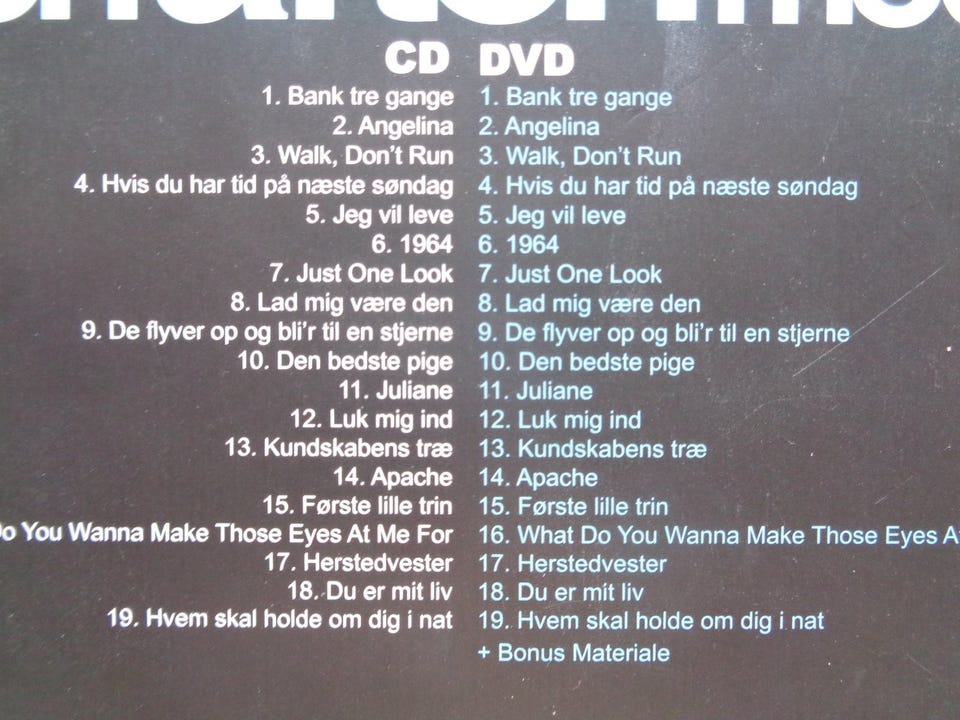 CD
1. Bank tre gange
2. Angelina
3. Walk, Don't Run
4. Hvis du har tid på næste søndag
5. Jeg vil leve
6. 1964
7. Just One Look
8. Lad mig være den
9. De flyver op og bli'r til en stjerne
10. Den bedste pige
11. Juliane
12. Luk mig ind
13. Kundskabens træ
14. Apache
15. Første lille trin
You Wanna Make Those Eyes At Me For
17. Herstedvester
18. Du er mit liv
19. Hvem skal holde om dig i nat
DVD
1. Bank tre gange
2. Angelina
3. Walk, Don't Run
4. Hvis du har tid på næste søndag
5. Jeg vil leve
6. 1964
7. Just One Look
8. Lad mig være den
9. De flyver op og bli'r til en stjerne
10. Den bedste pige
11. Juliane
12. Luk mig ind
13. Kundskabens træ
14. Apache
15. Første lille trin
16. What Do You Wanna Make Those Eyes
17. Herstedvester
18. Du er mit liv
19. Hvem skal holde om dig i nat
+ Bonus Materiale